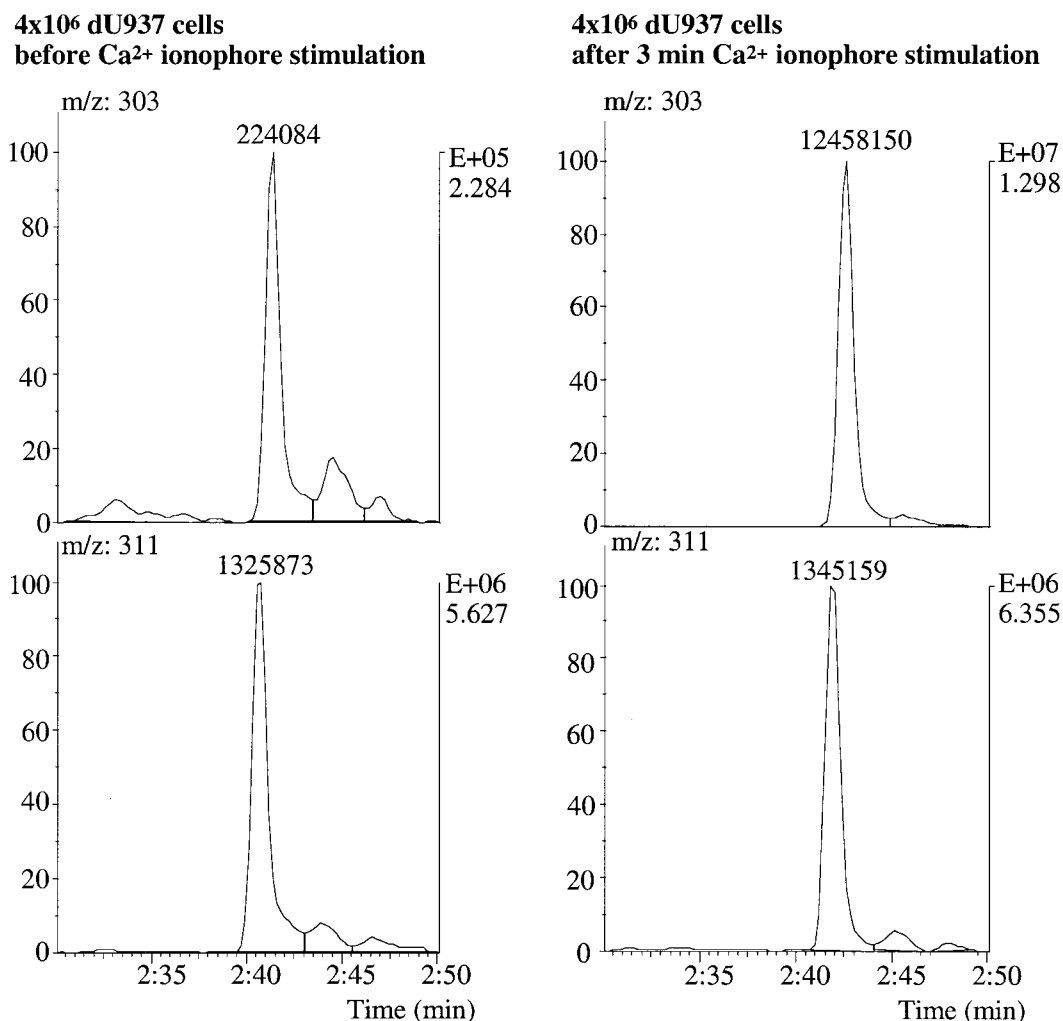 4x10⁶ dU937 cells
before Ca²⁺ ionophore stimulation
m/z: 303
224084
100
80
60
40
20
0
E+05
2.284
m/z: 311
1325873
100
80
60
40
20
0
E+06
5.627
2:35 2:40 2:45 2:50
Time (min)
4x10⁶ dU937 cells
after 3 min Ca²⁺ ionophore stimulation
m/z: 303
12458150
100
80
60
40
20
0
E+07
1.298
m/z: 311
1345159
100
80
60
40
20
0
E+06
6.355
2:35 2:40 2:45 2:50
Time (min)